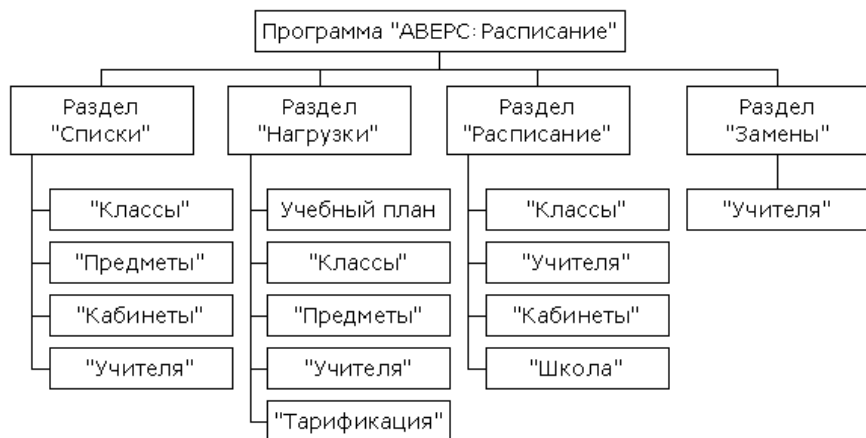 Программа "АВЕРС: Расписание"
Раздел
"Списки"
"Классы"
"Предметы"
"Кабинеты"
"Учителя"
Раздел
"Нагрузки"
Учебный план
"Классы"
"Предметы"
"Учителя"
"Тарификация"
Раздел
"Расписание"
"Классы"
"Учителя"
"Кабинеты"
"Школа"
Раздел
"Замены"
"Учителя"